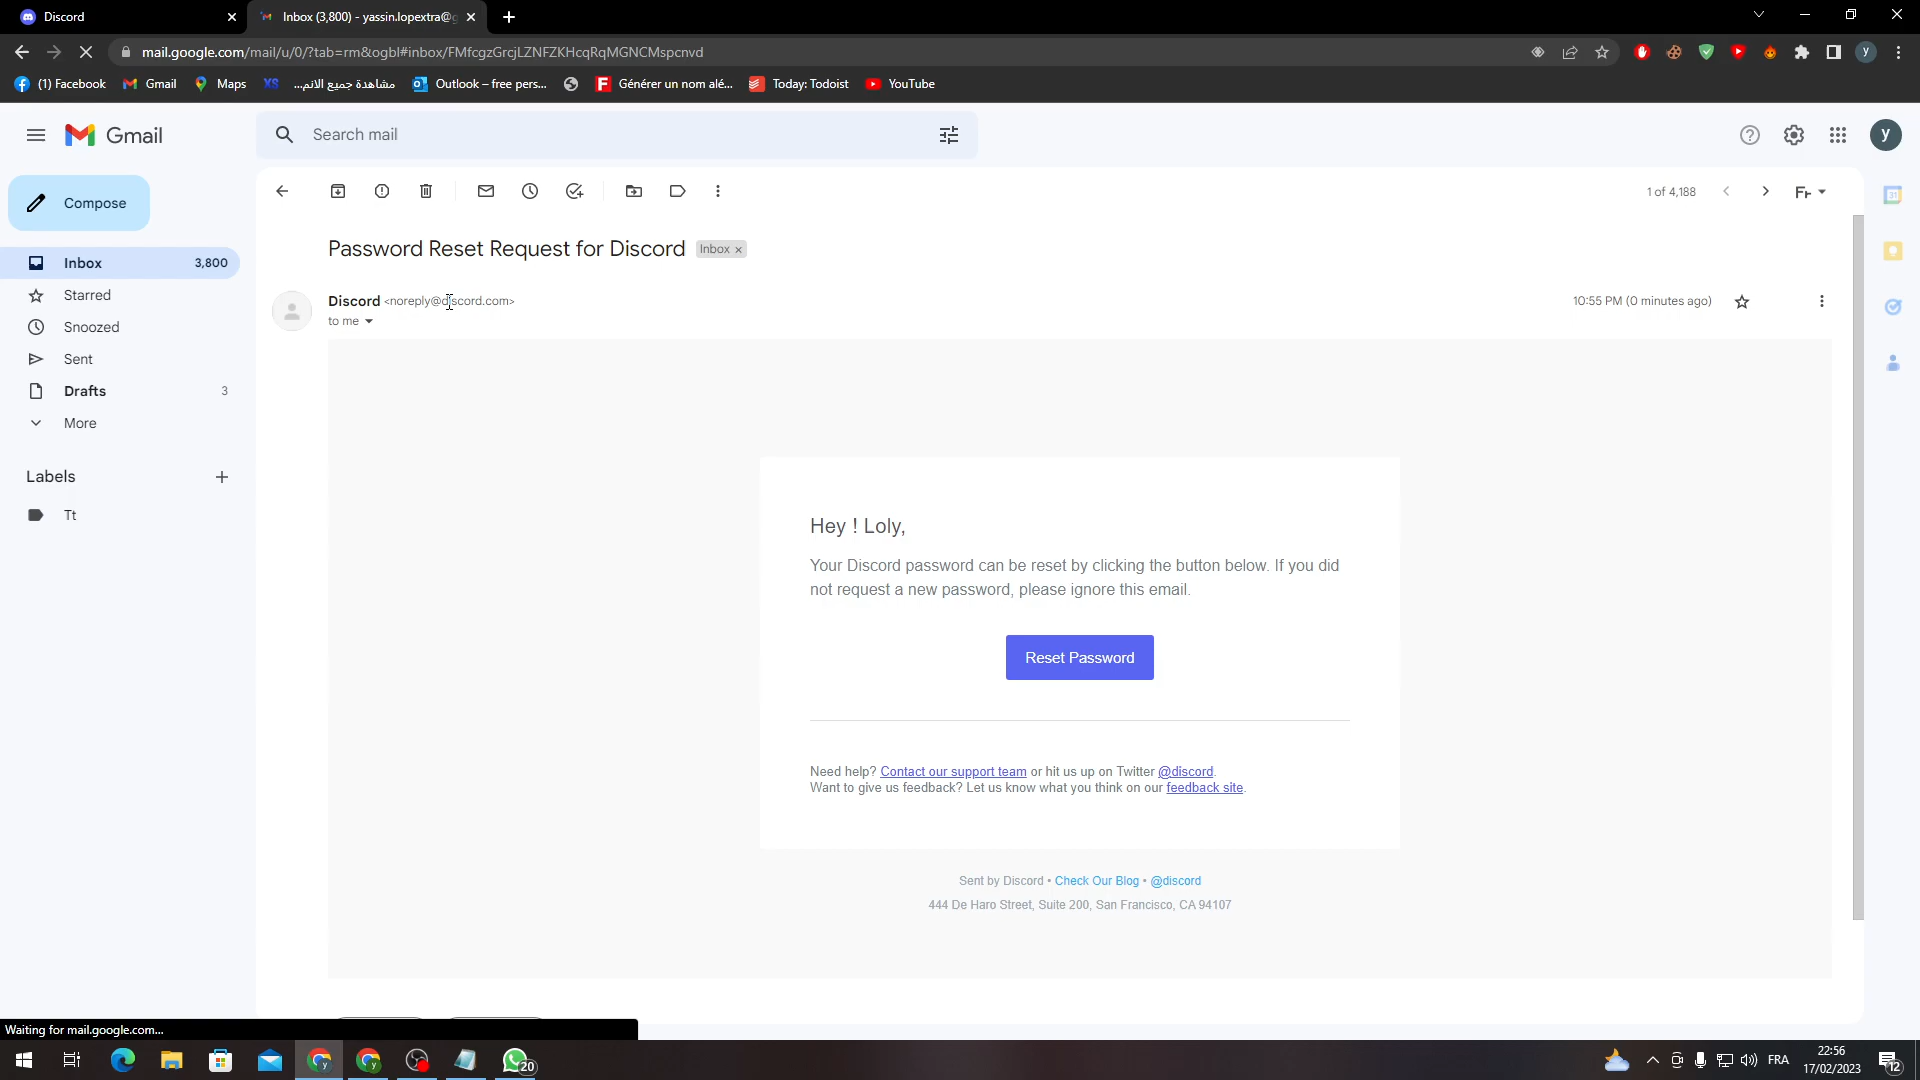 Discord
Inbox (3,800) - yassin.lopextra@g
mail.google.com/mail/u/0/?tab=rm&ogbl#inbox/FMfcgzGrcjLZNFZKHcqRqMGNCMspcnvd
(1) Facebook
Gmail
Maps
XS
مشاهدة جميع الانم...
Outlook – free pers...
Générer un nom alé...
Today: Todoist
YouTube
Gmail
Search mail
y
Compose
1 of 4,188
Inbox 3,800
Starred
Snoozed
Sent
Drafts 3
More
Labels
Tt
Password Reset Request for Discord
Inbox ×
Discord <noreply@discord.com>
10:55 PM (0 minutes ago)
to me
Hey ! Loly,
Your Discord password can be reset by clicking the button below. If you did
not request a new password, please ignore this email.
Reset Password
Need help? Contact our support team or hit us up on Twitter @discord.
Want to give us feedback? Let us know what you think on our feedback site.
Sent by Discord • Check Our Blog • @discord
444 De Haro Street, Suite 200, San Francisco, CA 94107
Waiting for mail.google.com...
20
FRA
22:56
17/02/2023
12